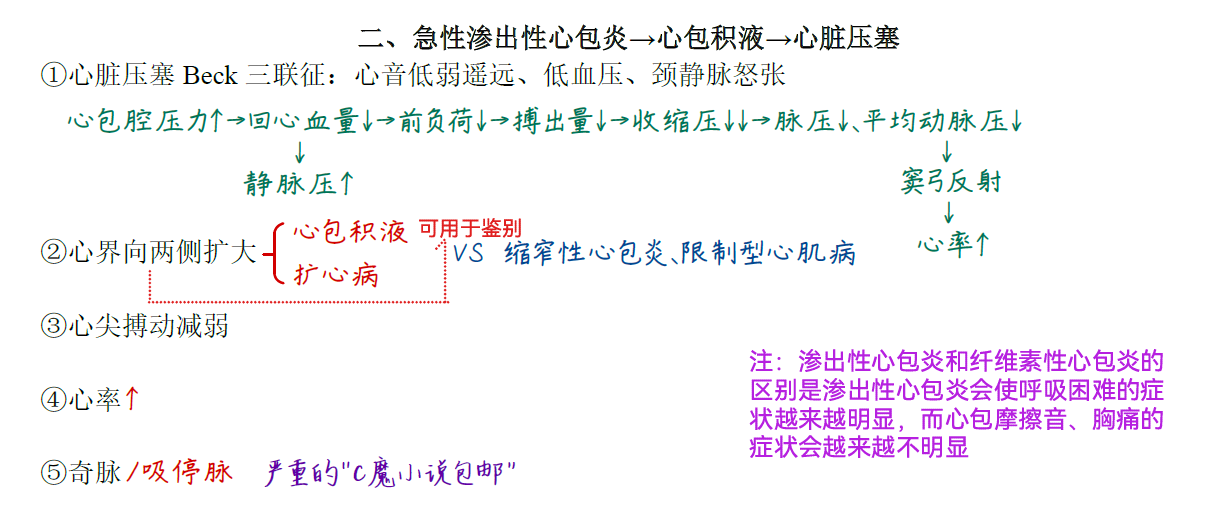 二、急性渗出性心包炎→心包积液→心脏压塞
①心脏压塞 Beck 三联征：心音低弱遥远、低血压、颈静脉怒张
心包腔压力↑→回心血量↓→前负荷↓→搏出量↓→收缩压↓↓→脉压↓、平均动脉压↓
↓ ↓
静脉压↑ 窦弓反射
↓
心率↑
②心界向两侧扩大 心包积液 可用于鉴别
扩心病
VS 缩窄性心包炎、限制型心肌病
③心尖搏动减弱
④心率↑
⑤奇脉/吸停脉 严重的"C魔小说包邮"
注：渗出性心包炎和纤维素性心包炎的
区别是渗出性心包炎会使呼吸困难的症
状越来越明显，而心包摩擦音、胸痛的
症状会越来越不明显